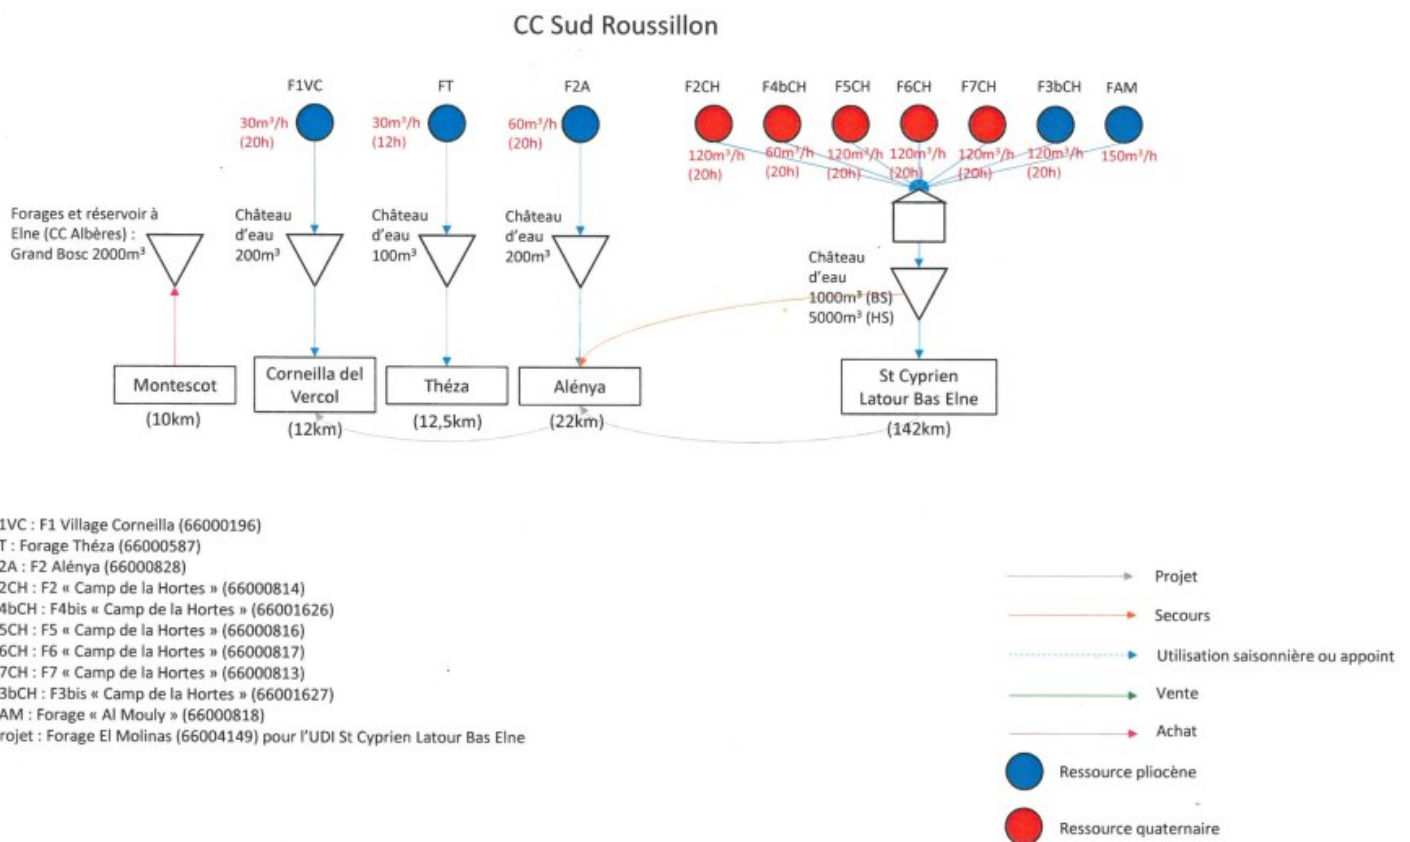 CC Sud Roussillon
F1VC
FT
F2A
F2CH
F4bCH
F5CH
F6CH
F7CH
F3bCH
FAM
30m³/h
(20h)
30m³/h
(12h)
60m³/h
(20h)
120m³/h
(20h)
60m³/h
(20h)
120m³/h
(20h)
120m³/h
(20h)
120m³/h
(20h)
120m³/h
(20h)
150m³/h
Forages et réservoir à
Elne (CC Albères) :
Grand Bosc 2000m³
Château
d'eau
200m³
Château
d'eau
100m³
Château
d'eau
200m³
Château
d'eau
1000m³ (BS)
5000m³ (HS)
Montescot
(10km)
Corneilla del
Vercol
(12km)
Théza
(12,5km)
Alénya
(22km)
St Cyprien
Latour Bas Elne
(142km)
1VC : F1 Village Corneilla (66000196)
T : Forage Théza (66000587)
2A : F2 Alénya (66000828)
2CH : F2 « Camp de la Hortes » (66000814)
4bCH : F4bis « Camp de la Hortes » (66001626)
5CH : F5 « Camp de la Hortes » (66000816)
6CH : F6 « Camp de la Hortes » (66000817)
7CH : F7 « Camp de la Hortes » (66000813)
3bCH : F3bis « Camp de la Hortes » (66001627)
AM : Forage « Al Mouly » (66000818)
rojet : Forage El Molinas (66004149) pour l'UDI St Cyprien Latour Bas Elne
Projet
Secours
Utilisation saisonnière ou appoint
Vente
Achat
Ressource pliocène
Ressource quaternaire